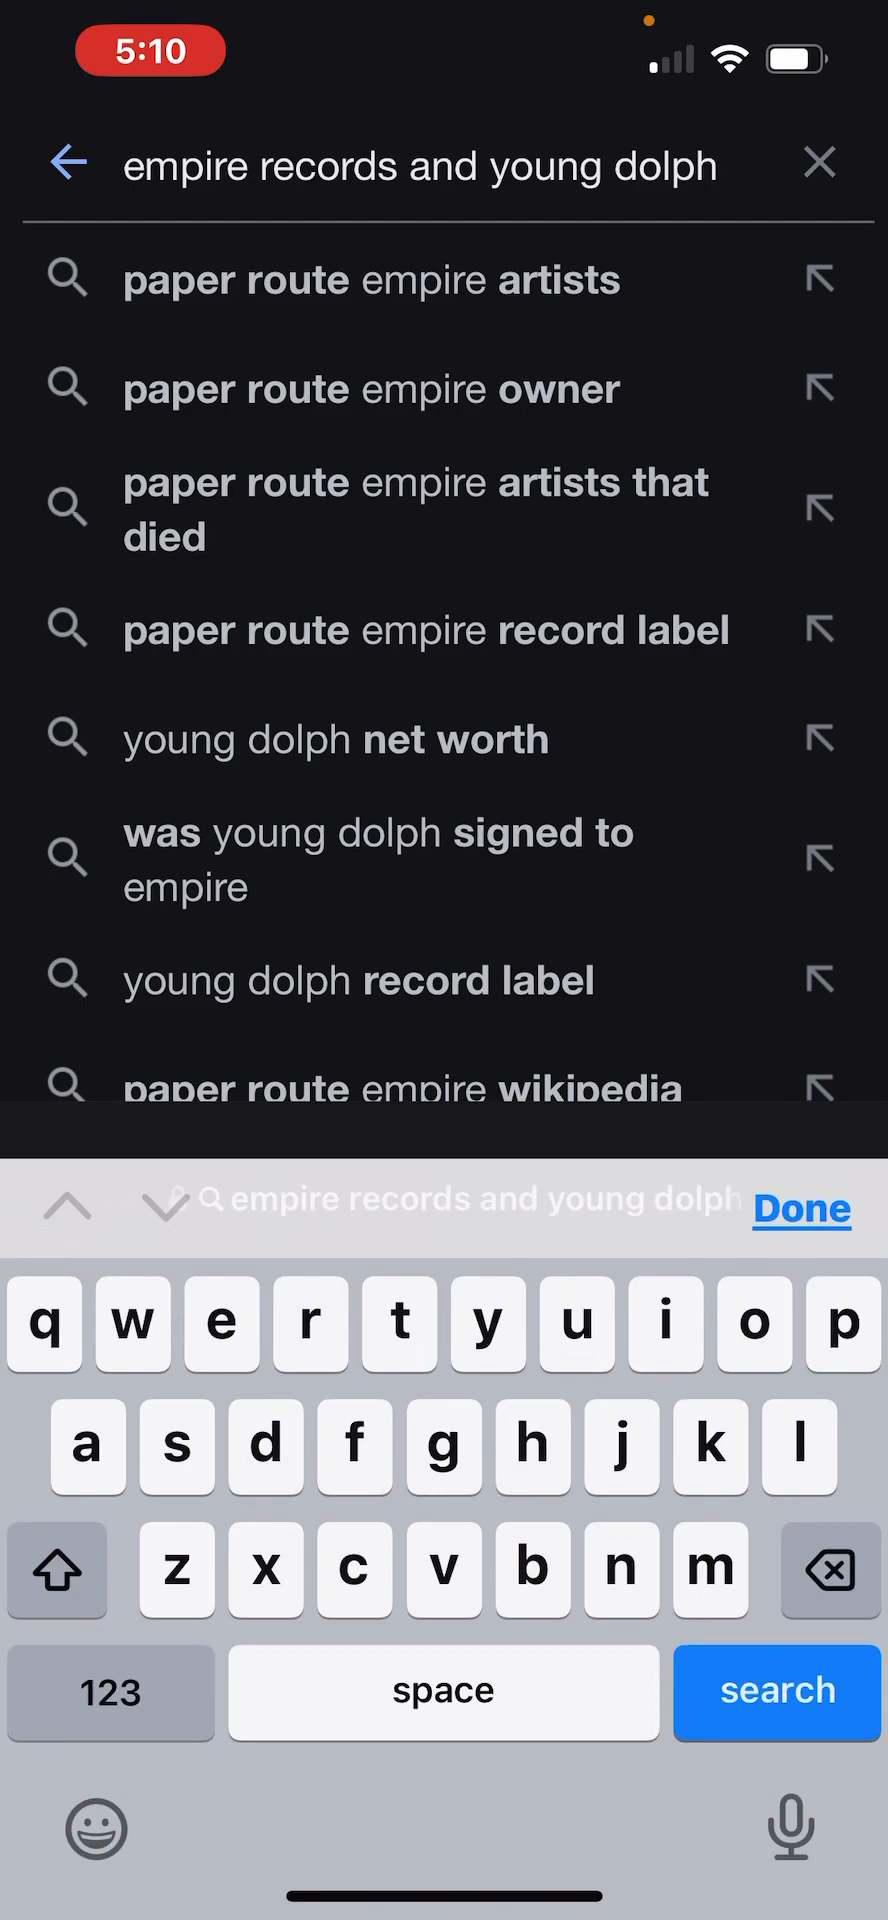 5:10
empire records and young dolph
paper route empire artists
paper route empire owner
paper route empire artists that
died
paper route empire record label
young dolph net worth
was young dolph signed to
empire
young dolph record label
paper route empire wikipedia
empire records and young dolph
Done
q w e r t y u i o p
a s d f g h j k l
z x c v b n m
123 space search